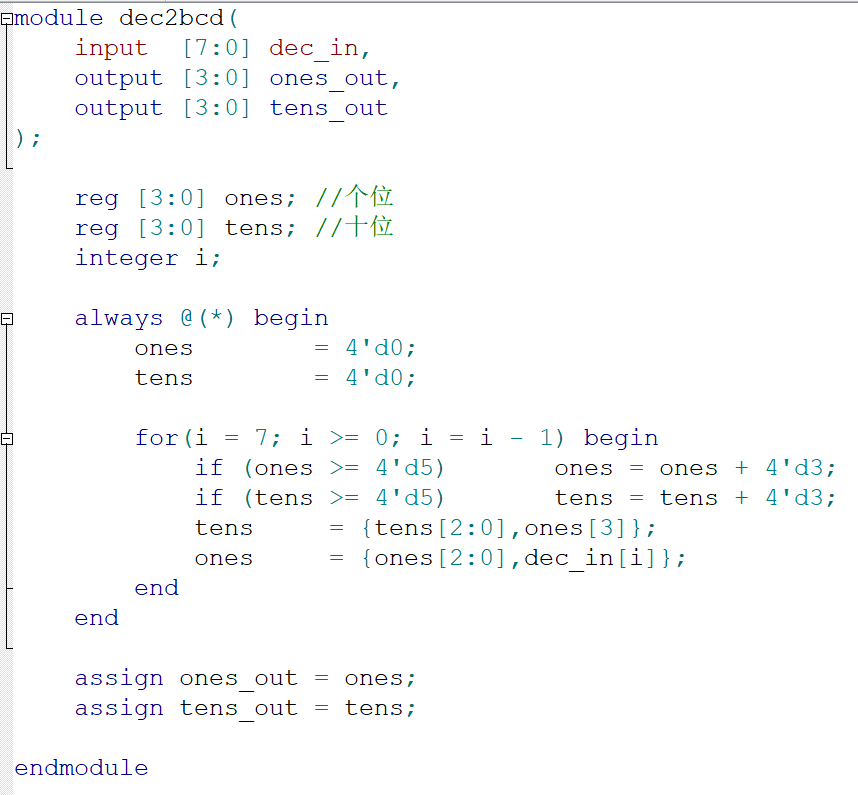 module dec2bcd(
    input  [7:0] dec_in,
    output [3:0] ones_out,
    output [3:0] tens_out
);
    reg [3:0] ones; //个位
    reg [3:0] tens; //十位
    integer i;
    always @(*) begin
        ones        = 4'd0;
        tens        = 4'd0;
        for(i = 7; i >= 0; i = i - 1) begin
            if (ones >= 4'd5)       ones = ones + 4'd3;
            if (tens >= 4'd5)       tens = tens + 4'd3;
            tens     = {tens[2:0],ones[3]};
            ones     = {ones[2:0],dec_in[i]};
        end
    end
    assign ones_out = ones;
    assign tens_out = tens;
endmodule